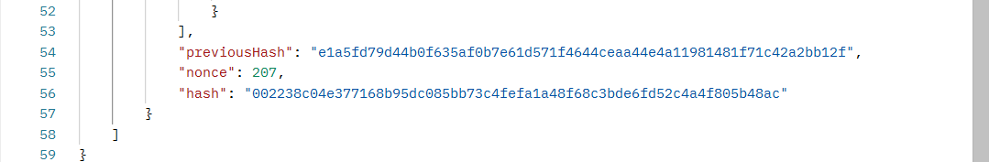 52 }
53 ],
54 "previousHash": "e1a5fd79d44b0f635af0b7e61d571f4644ceaa44e4a11981481f71c42a2bb12f",
55 "nonce": 207,
56 "hash": "002238c04e377168b95dc085bb73c4fefa1a48f68c3bde6fd52c4a4f805b48ac"
57 }
58 ]
59 }